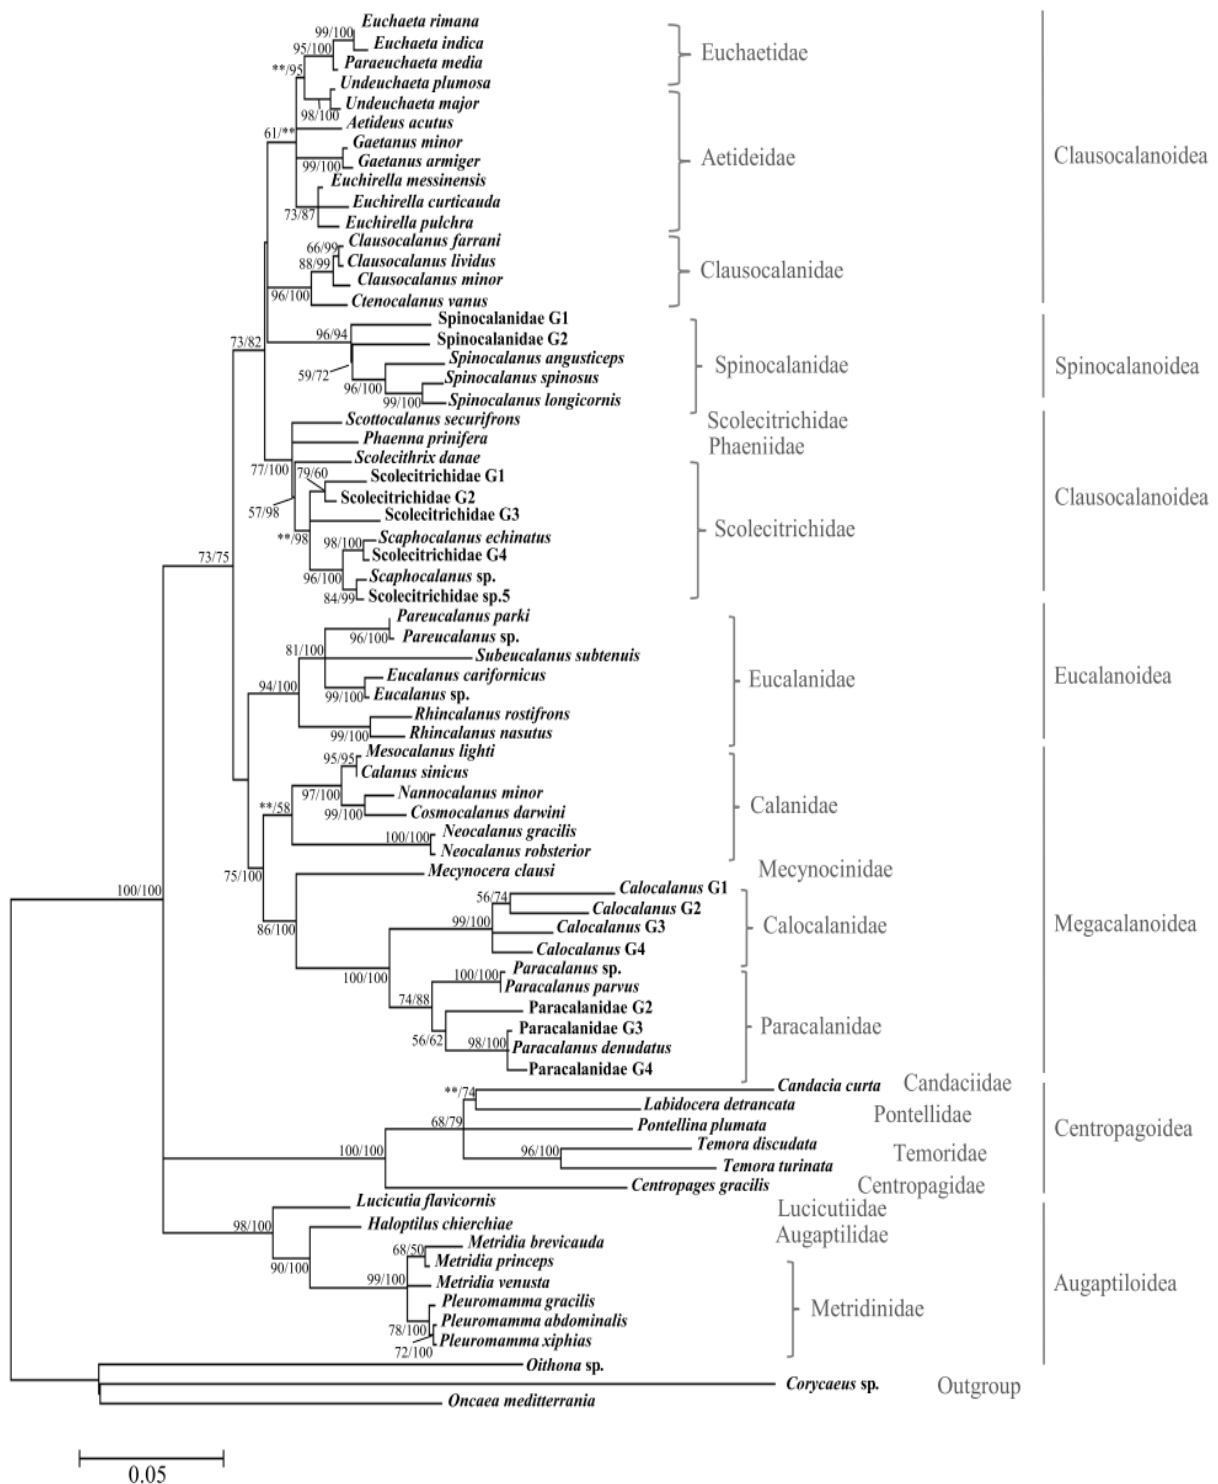 Euchaeta rimana
99/100
Euchaeta indica
95/100
Euchaetidae
Paraeuchaeta media
**/95
Undeuchaeta plumosa
Undeuchaeta major
98/100
Aetideus acutus
61/**
Gaetanus minor
Clausocalanoidea
Aetideidae
Gaetanus armiger
99/100
Euchirella messinensis
Euchirella curticauda
73/87
Euchirella pulchra
Clausocalanus farrani
66/99
Clausocalanus lividus
88/99
Clausocalanidae
Clausocalanus minor
96/100
Ctenocalanus vanus
Spinocalanidae G1
96/94
Spinocalanidae G2
73/82
Spinocalanus angusticeps
Spinocalanidae
Spinocalanoidea
59/72
Spinocalanus spinosus
96/100
Spinocalanus longicornis
99/100
Scottocalanus securifrons
Scolecitrichidae
Phaenna prinifera
Phaeniidae
Scolecithrix danae
77/100
79/60
Scolecitrichidae G1
Scolecitrichidae G2
Clausocalanoidea
57/98
Scolecitrichidae G3
Scolecitrichidae
**/98
Scaphocalanus echinatus
98/100
Scolecitrichidae G4
73/75
96/100
Scaphocalanus sp.
84/99
Scolecitrichidae sp.5
Pareucalanus parki
96/100
Pareucalanus sp.
81/100
Subeucalanus subtenuis
Eucalanus carifornicus
Eucalanidae
Eucalanoidea
94/100
99/100
Eucalanus sp.
Rhincalanus rostifrons
99/100
Rhincalanus nasutus
Mesocalanus lighti
95/95
Calanus sinicus
97/100
Nannocalanus minor
Calanidae
**/58
99/100
Cosmocalanus darwini
Neocalanus gracilis
100/100
Neocalanus robsterior
Mecynocera clausi
Mecynocinidae
75/100
100/100
Calocalanus G1
56/74
Calocalanus G2
99/100
Calocalanus G3
Calocalanidae
Megacalanoidea
86/100
Calocalanus G4
Paracalanus sp.
100/100
100/100
Paracalanus parvus
74/88
Paracalanidae G2
Paracalanidae G3
Paracalanidae
56/62
98/100
Paracalanus denudatus
Paracalanidae G4
Candacia curta
Candaciidae
**/74
Labidocera detrancata
Pontellidae
68/79
Pontellina plumata
Centropagoidea
Temora discudata
100/100
96/100
Temoridae
Temora turinata
Centropages gracilis
Centropagidae
Lucicutia flavicornis
Lucicutiidae
98/100
Haloptilus chierchiae
Augaptilidae
Metridia brevicauda
68/50
90/100
Metridia princeps
99/100
Metridia venusta
Augaptiloidea
Pleuromamma gracilis
Metridinidae
78/100
Pleuromamma abdominalis
Pleuromamma xiphias
72/100
Oithona sp.
Corycaeus sp.
Outgroup
Oncaea meditterrania
0.05